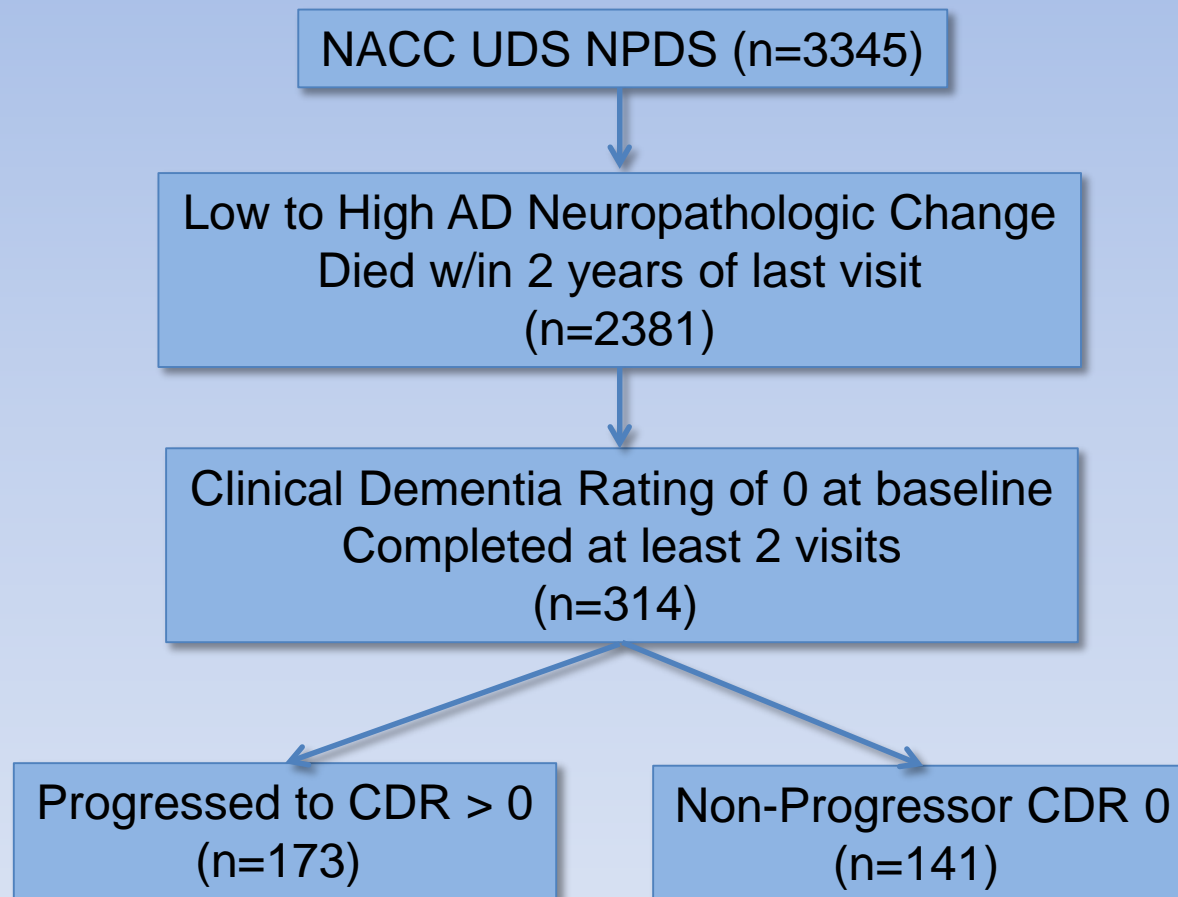 NACC UDS NPDS (n=3345)
Low to High AD Neuropathologic Change
Died w/in 2 years of last visit
(n=2381)
Clinical Dementia Rating of 0 at baseline
Completed at least 2 visits
(n=314)
Progressed to CDR > 0
(n=173)
Non-Progressor CDR 0
(n=141)